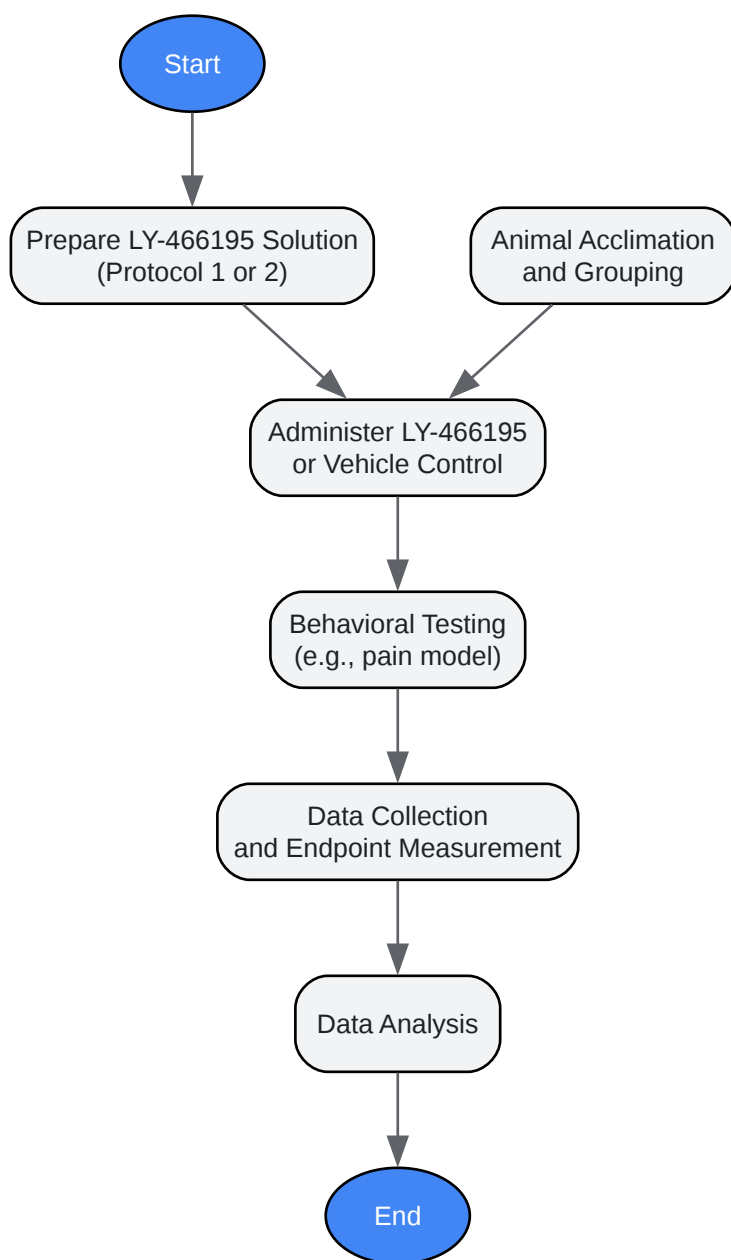 Start
Prepare LY-466195 Solution
(Protocol 1 or 2)
Animal Acclimation
and Grouping
Administer LY-466195
or Vehicle Control
Behavioral Testing
(e.g., pain model)
Data Collection
and Endpoint Measurement
Data Analysis
End